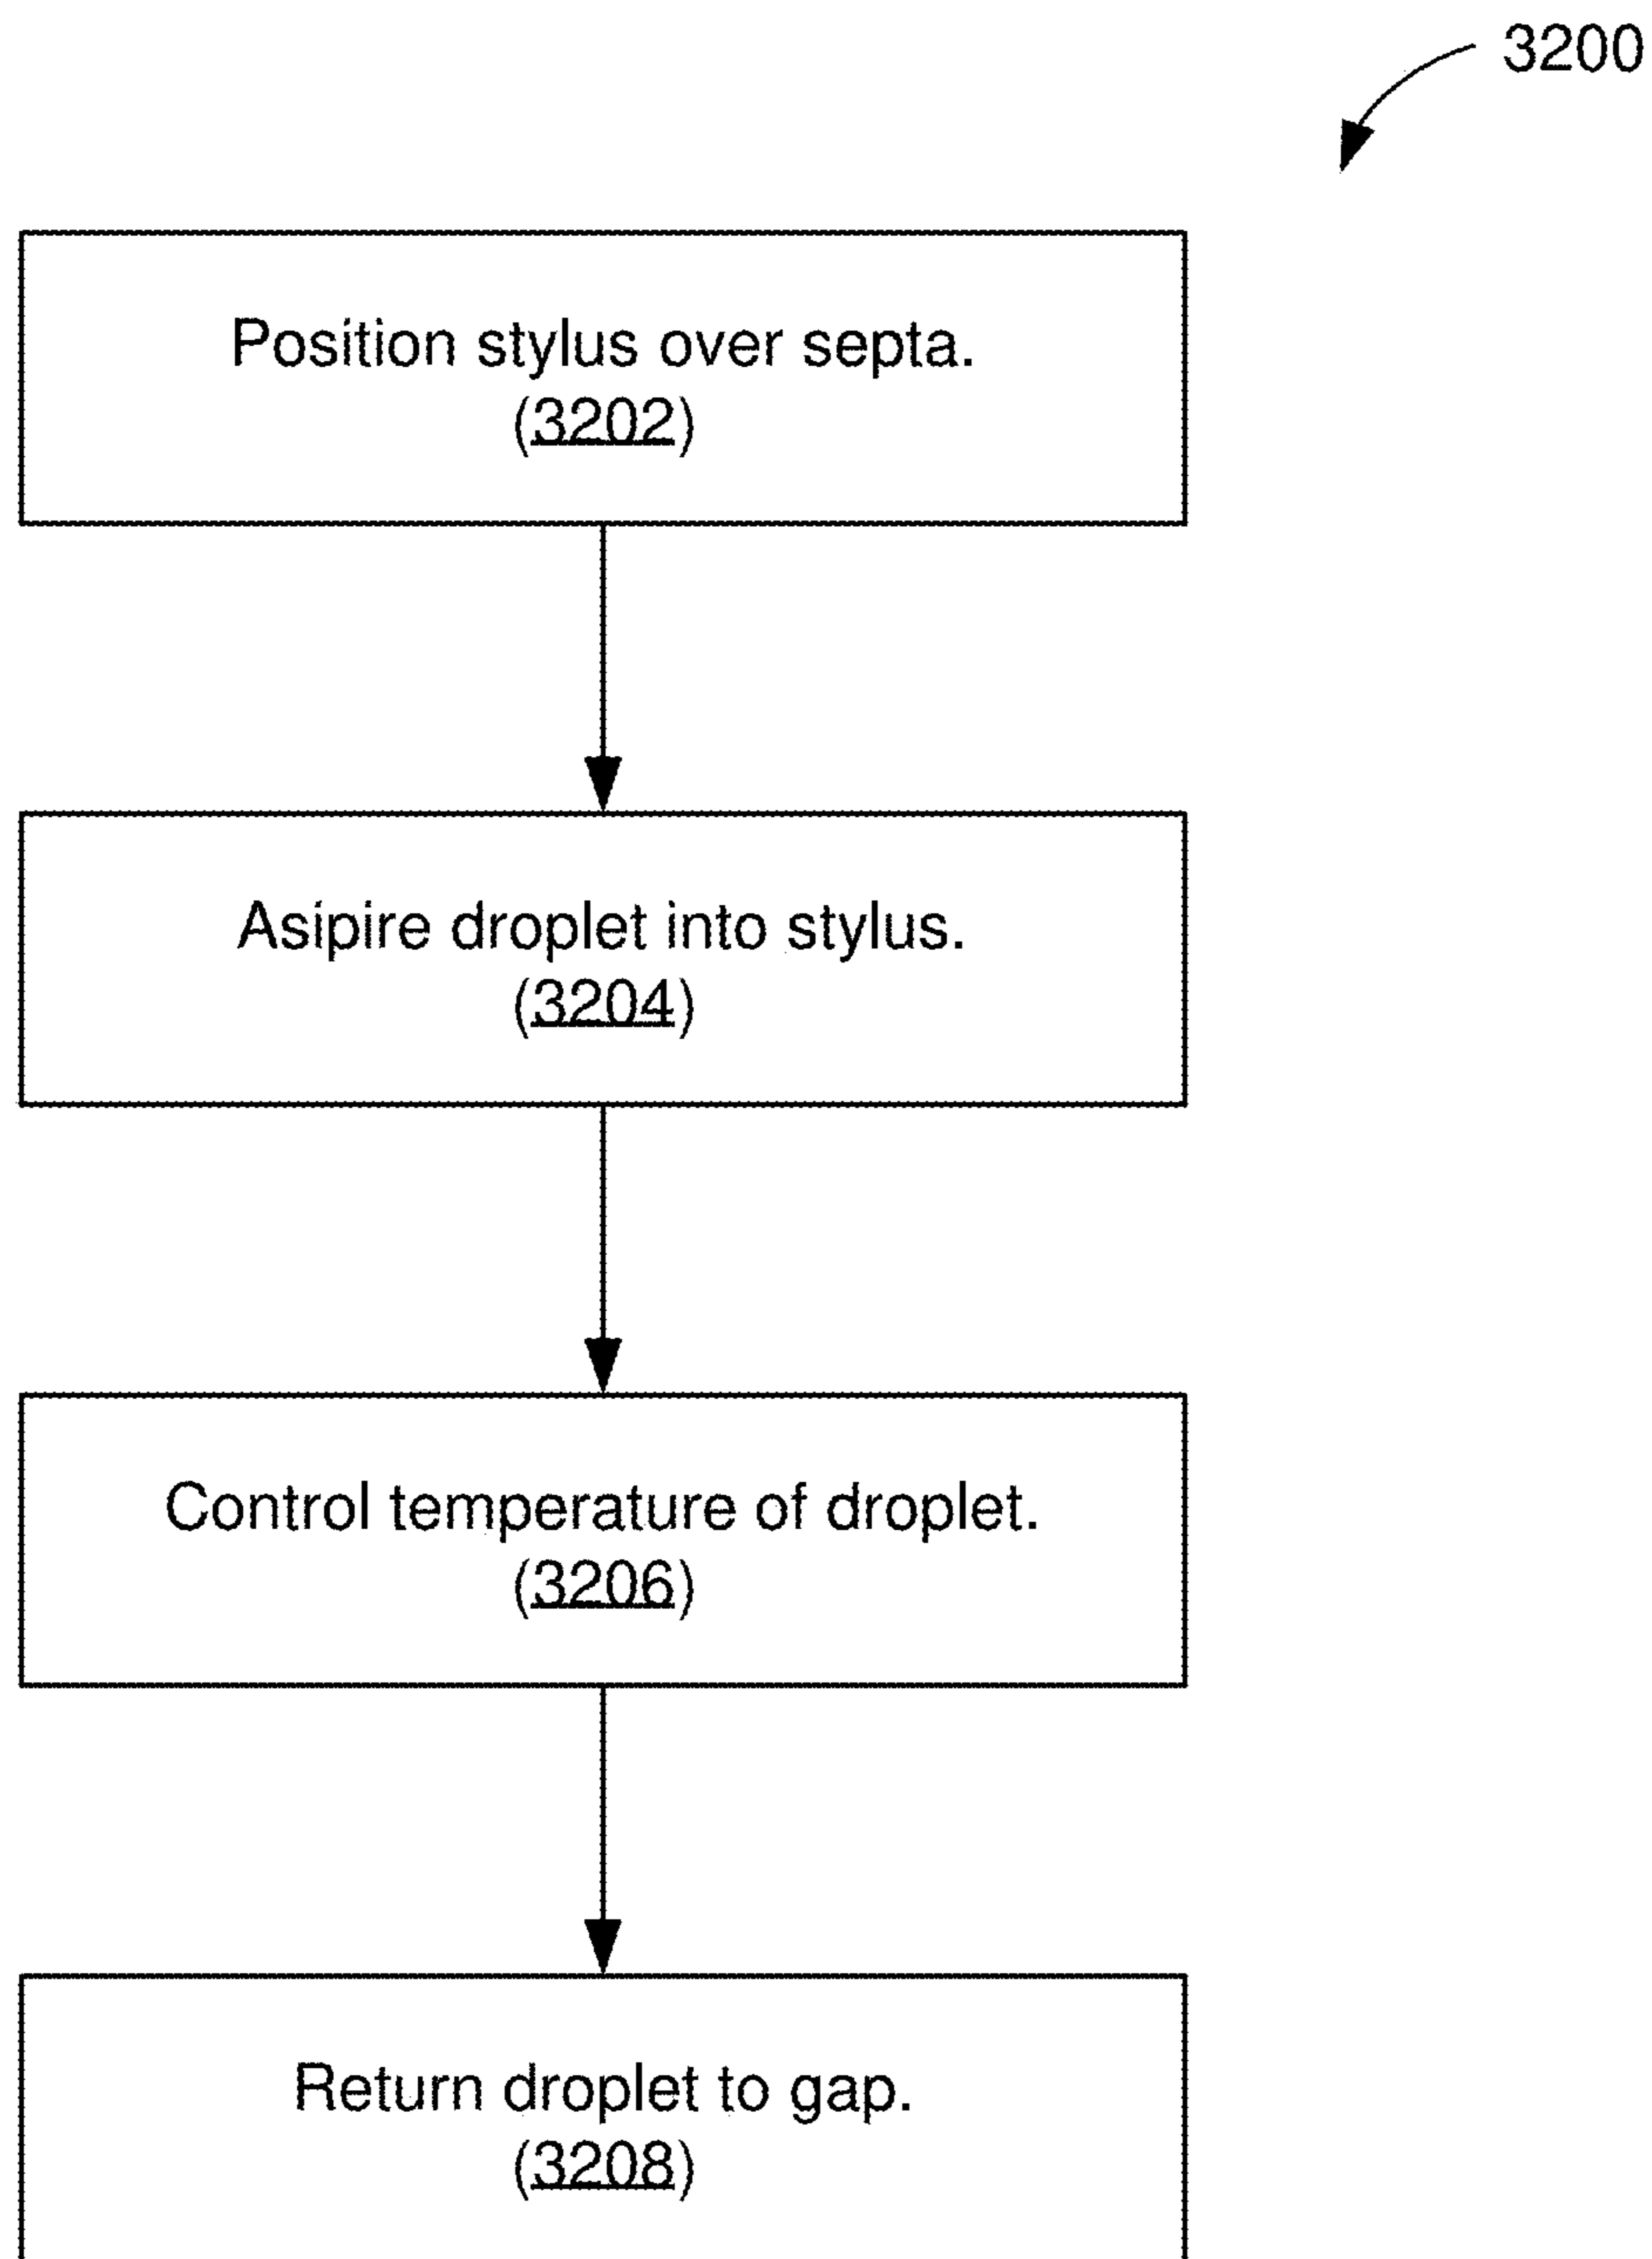 3200
Position stylus over septa.
(3202)
Asipire droplet into stylus.
(3204)
Control temperature of droplet.
(3206)
Return droplet to gap.
(3208)